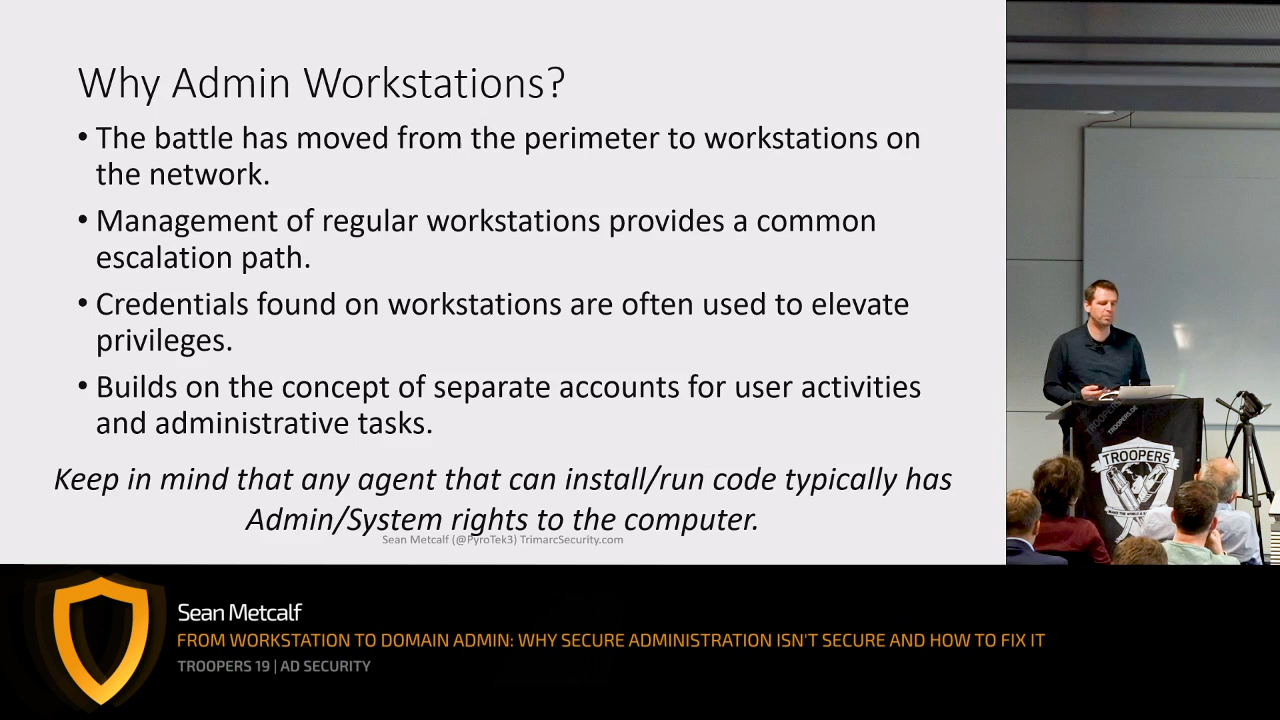 Why Admin Workstations?
• The battle has moved from the perimeter to workstations on
the network.
• Management of regular workstations provides a common
escalation path.
• Credentials found on workstations are often used to elevate
privileges.
• Builds on the concept of separate accounts for user activities
and administrative tasks.
Keep in mind that any agent that can install/run code typically has
Admin/System rights to the computer.
Sean Metcalf (@PyroTek3) TrimarcSecurity.com
TROOPERS
TROOPERS.DE
TROOPERS
Sean Metcalf
FROM WORKSTATION TO DOMAIN ADMIN: WHY SECURE ADMINISTRATION ISN'T SECURE AND HOW TO FIX IT
TROOPERS 19 | AD SECURITY